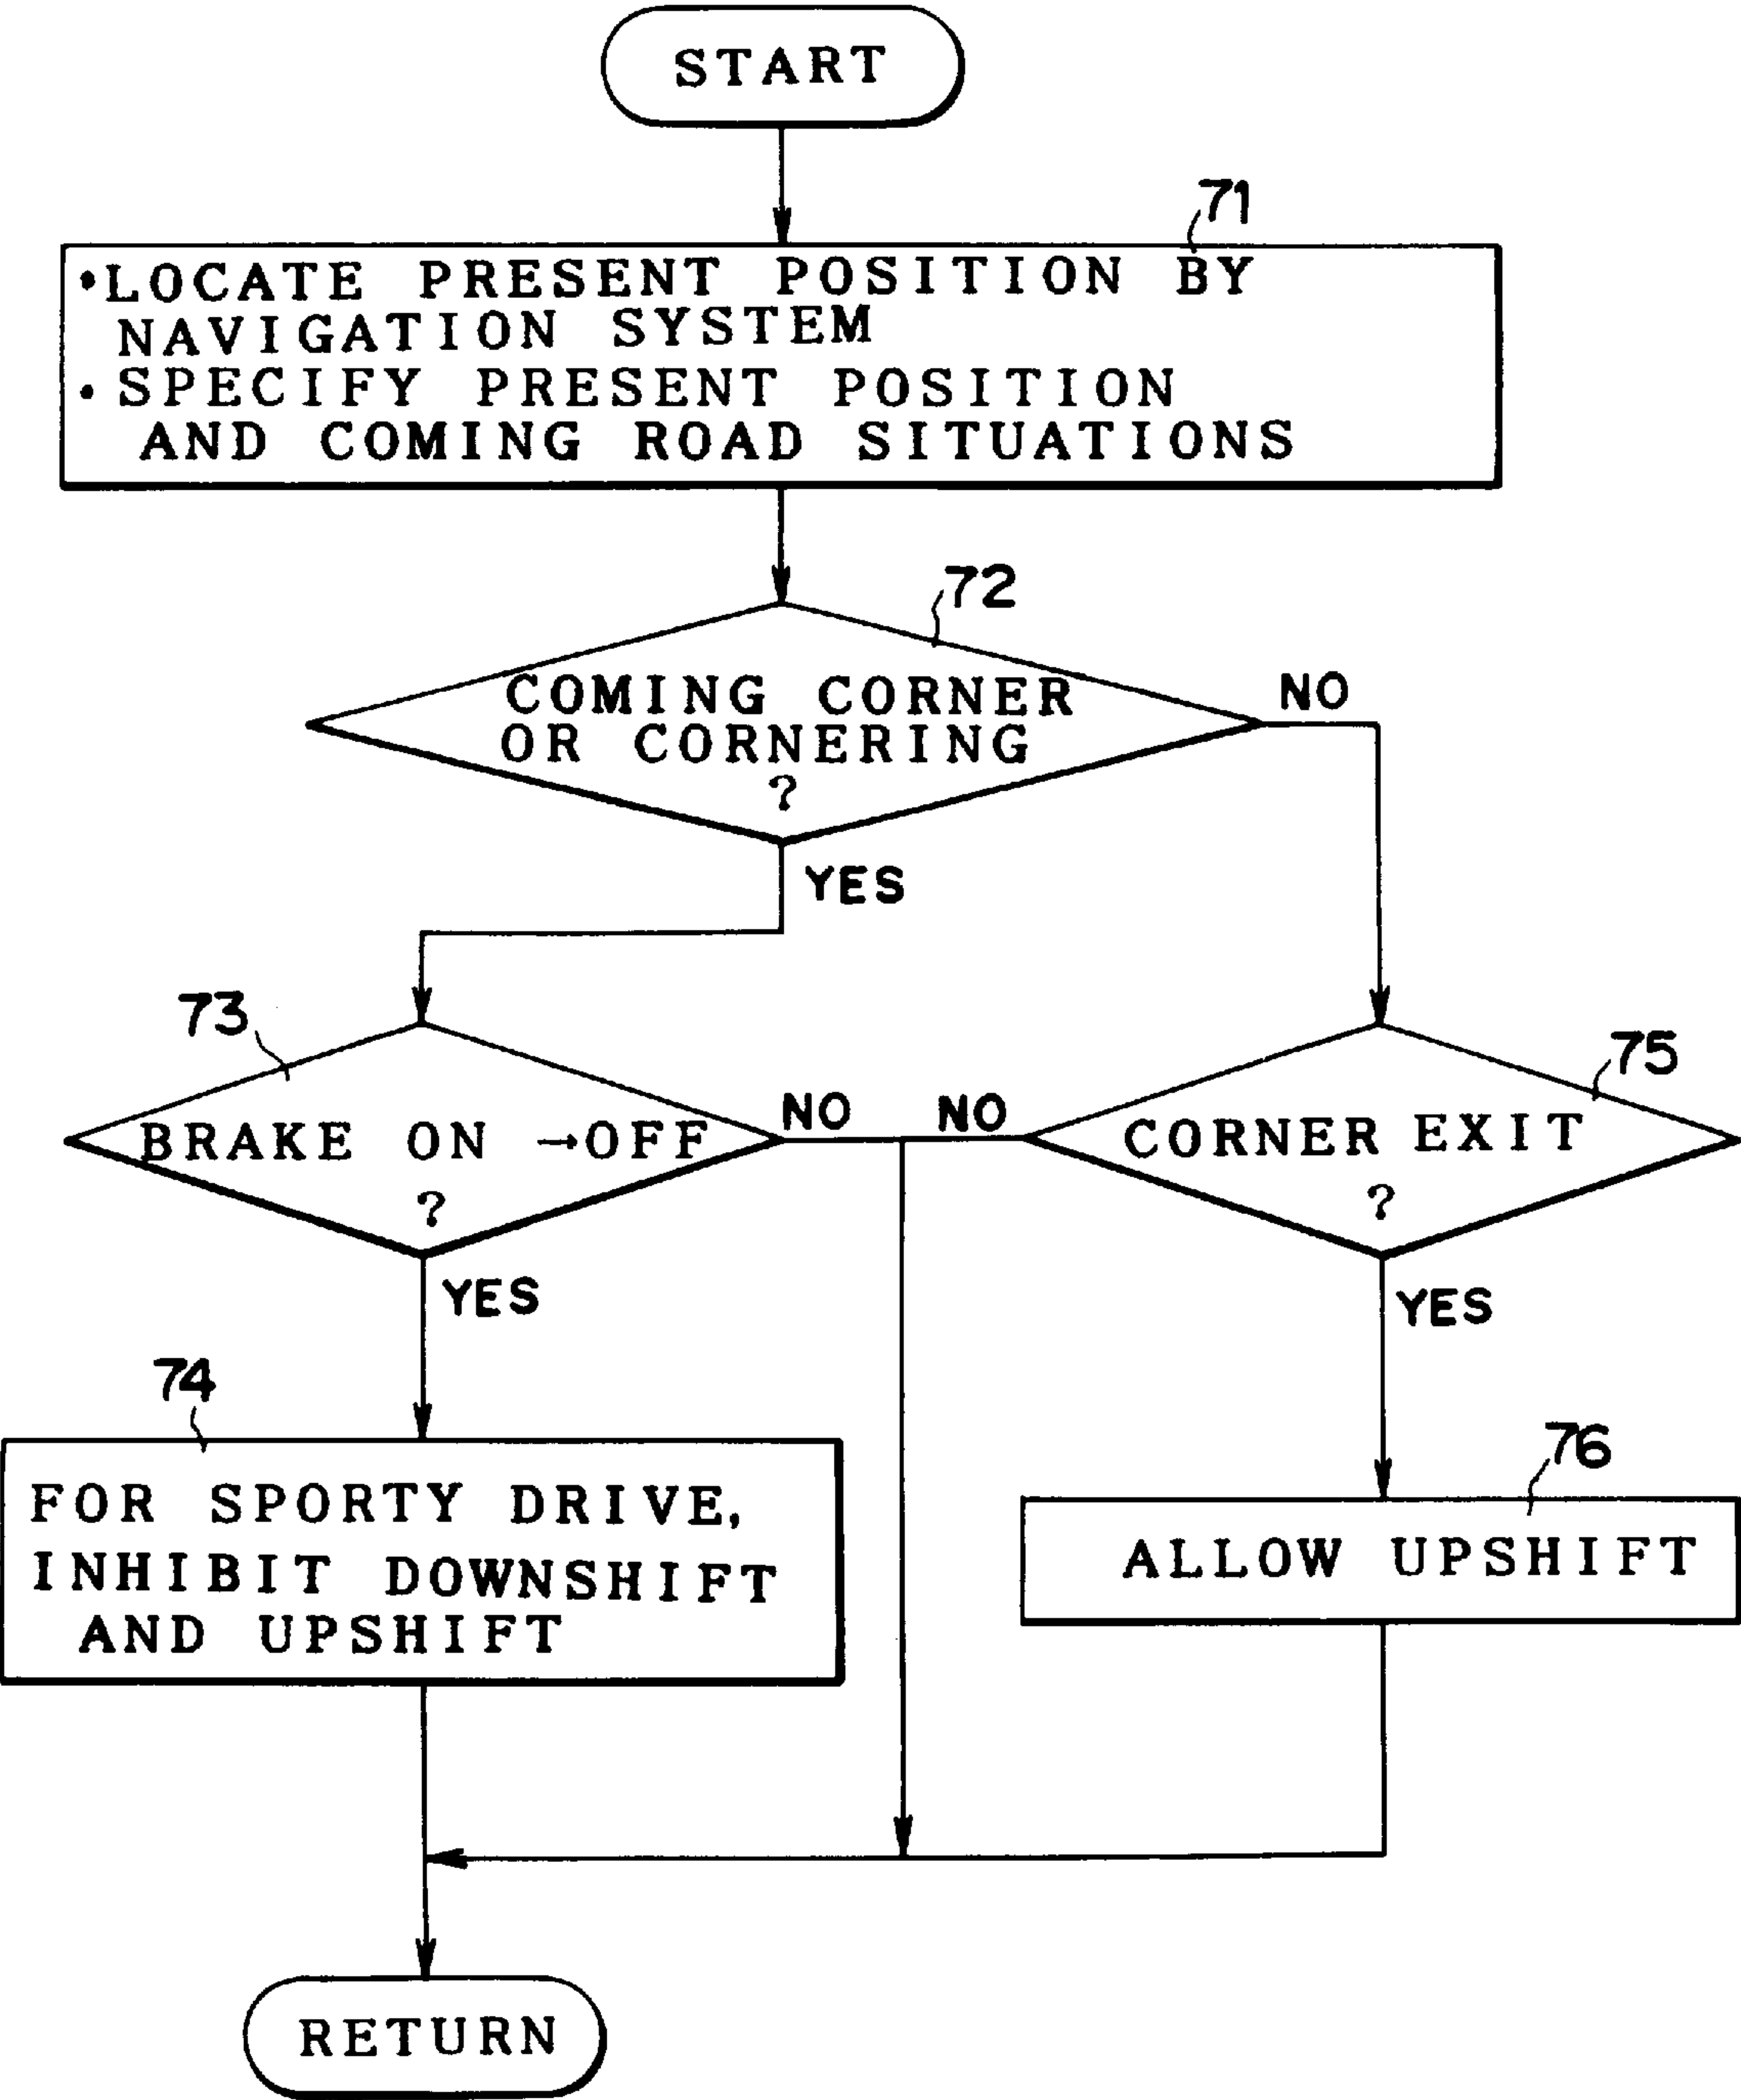 START
71
•LOCATE PRESENT POSITION BY
NAVIGATION SYSTEM
•SPECIFY PRESENT POSITION
AND COMING ROAD SITUATIONS
72
COMING CORNER
OR CORNERING
?
NO
YES
73
BRAKE ON →OFF
?
NO
NO
75
CORNER EXIT
?
YES
YES
74
FOR SPORTY DRIVE,
INHIBIT DOWNSHIFT
AND UPSHIFT
76
ALLOW UPSHIFT
RETURN